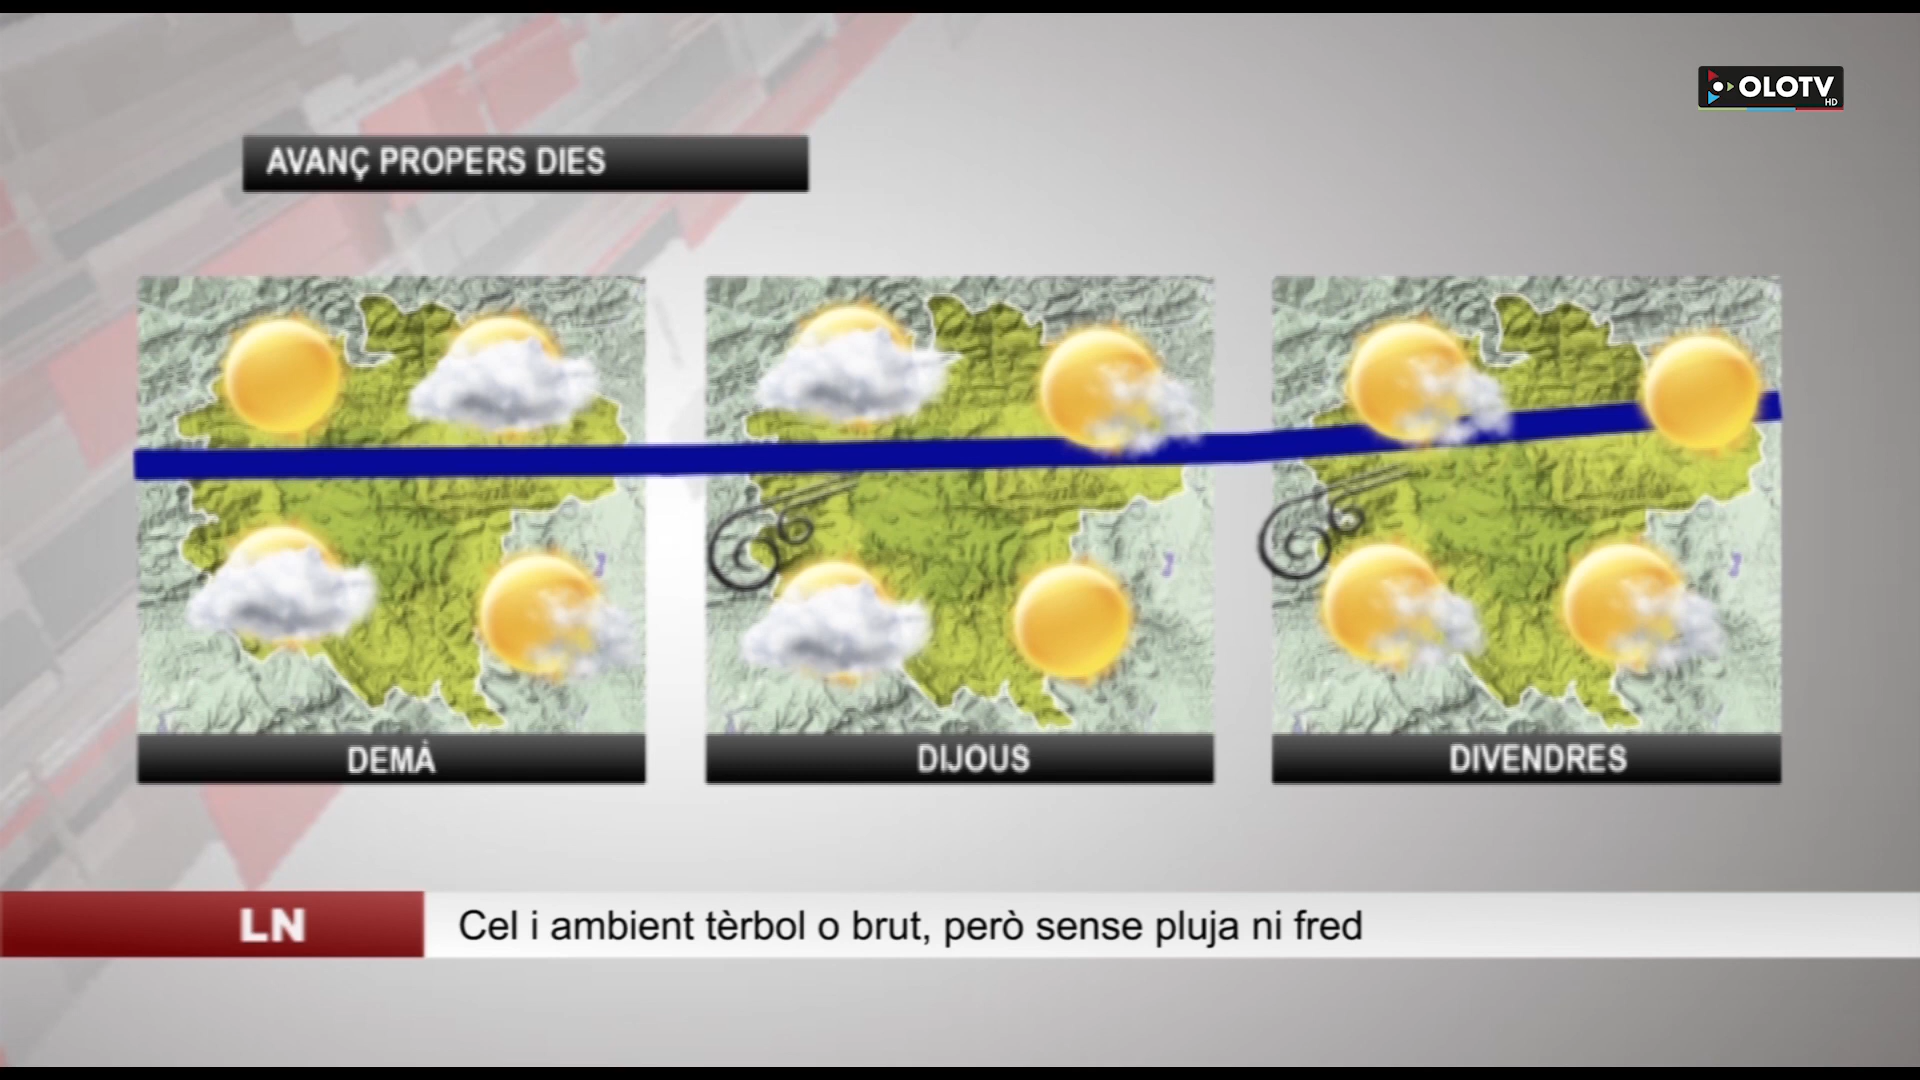 OLOTV
HD
AVANÇ PROPERS DIES
DEMÀ
DIJOUS
DIVENDRES
LN
Cel i ambient tèrbol o brut, però sense pluja ni fred